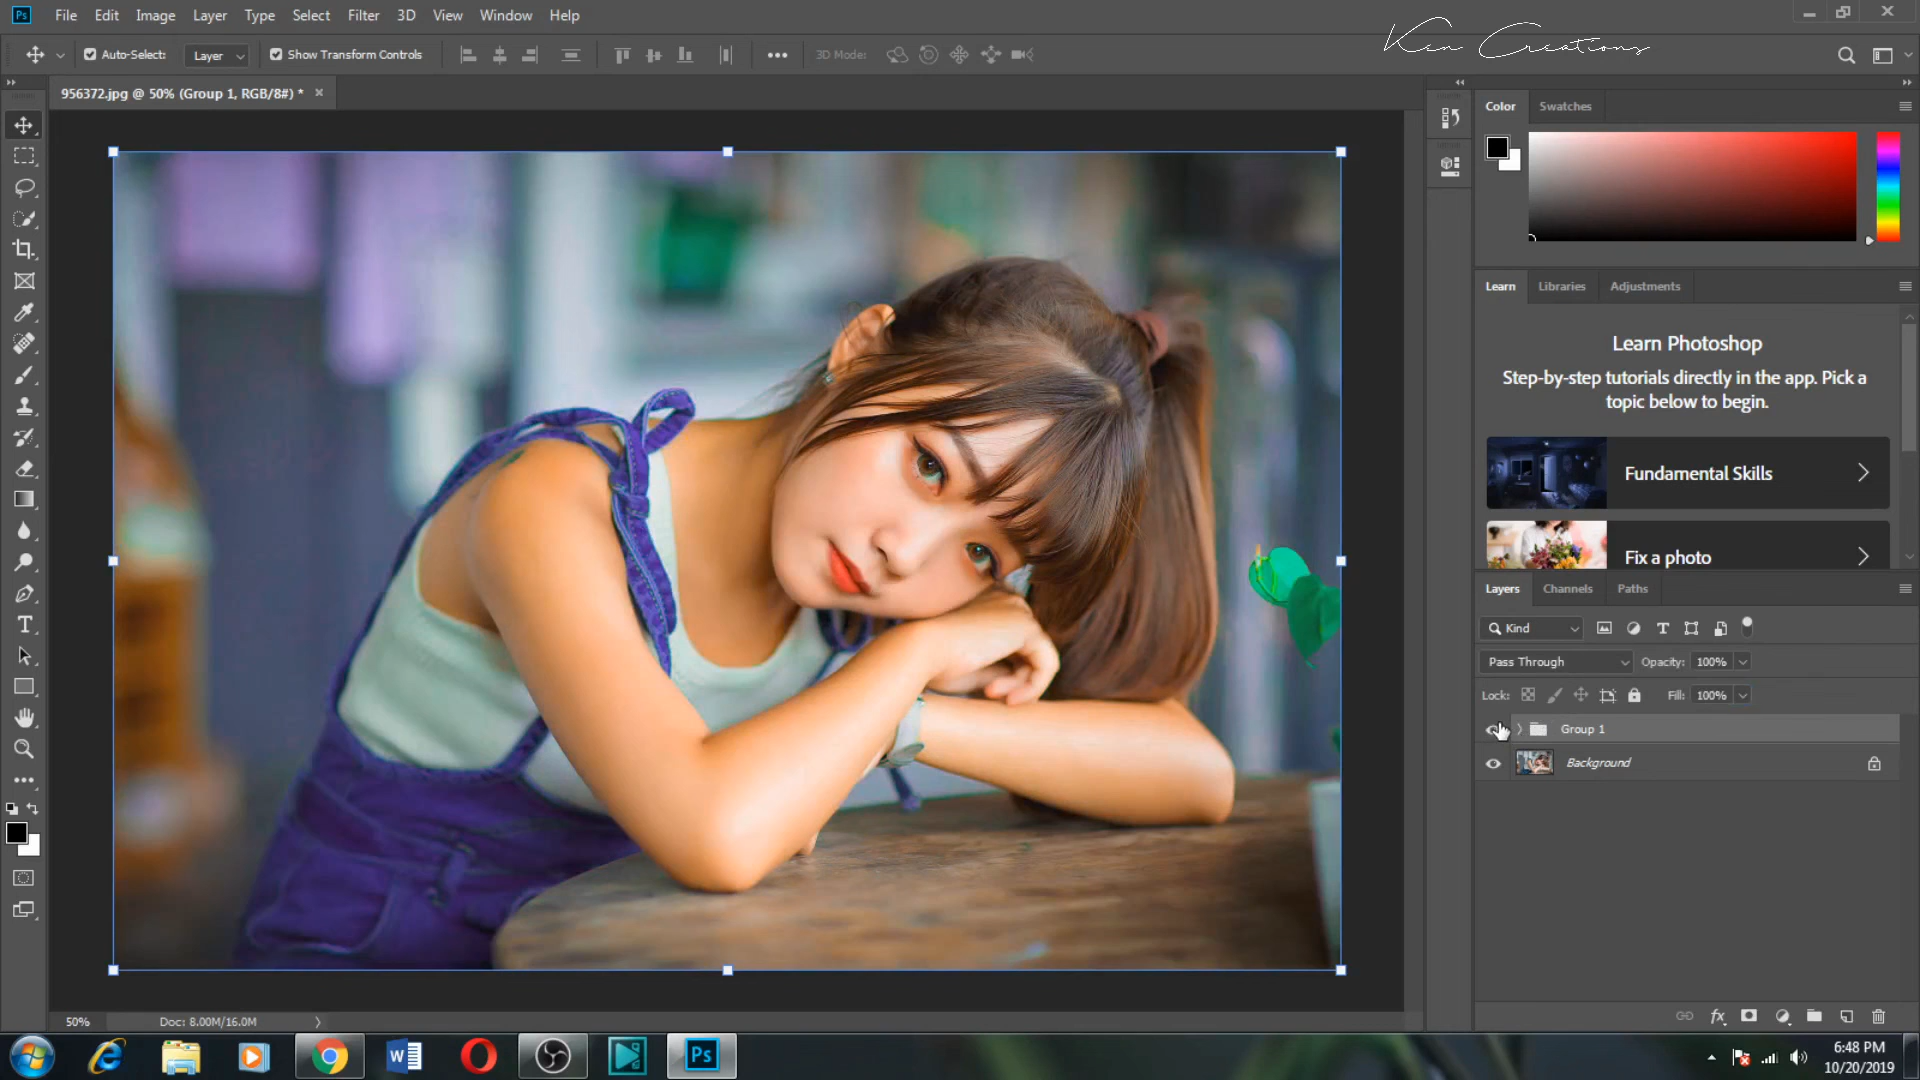 Ps File Edit Image Layer Type Select Filter 3D View Window Help
Ken Creations
Auto-Select: Layer Show Transform Controls 3D Mode:
956372.jpg @ 50% (Group 1, RGB/8#) *
Color Swatches
Learn Libraries Adjustments
Learn Photoshop
Step-by-step tutorials directly in the app. Pick a
topic below to begin.
Fundamental Skills
Fix a photo
Layers Channels Paths
Kind
Pass Through Opacity: 100%
Lock: Fill: 100%
Group 1
Background
50% Doc: 8.00M/16.0M
Ps
6:48 PM
10/20/2019